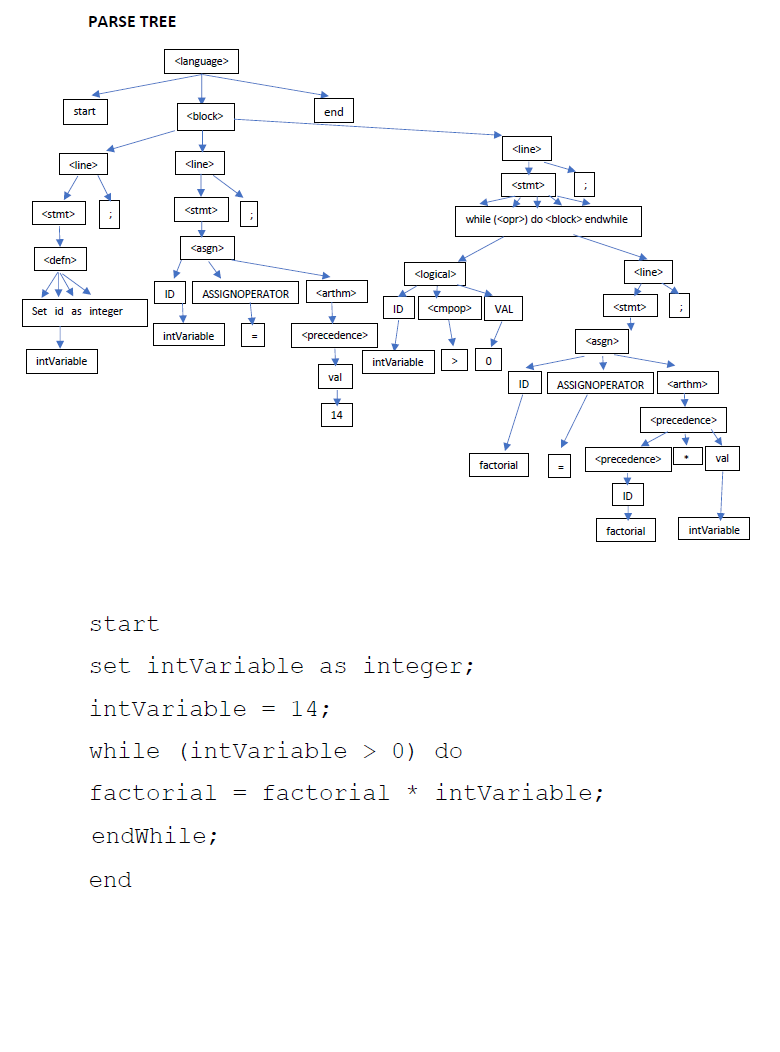 PARSE TREE
<language>
start <block> end
<line> <line> <line>
<stmt> ; <stmt> ; <stmt> ;
while (<opr>) do <block> endwhile
<defn> <asgn> <logical> <line>
Set id as integer ID ASSIGNOPERATOR <arthm> ID <cmpop> VAL <stmt> ;
intVariable intVariable = <precedence> intVariable > 0 <asgn>
val ID ASSIGNOPERATOR <arthm>
14 <precedence>
factorial = <precedence> * val
ID
factorial intVariable
start
set intVariable as integer;
intVariable = 14;
while (intVariable > 0) do
factorial = factorial * intVariable;
endWhile;
end